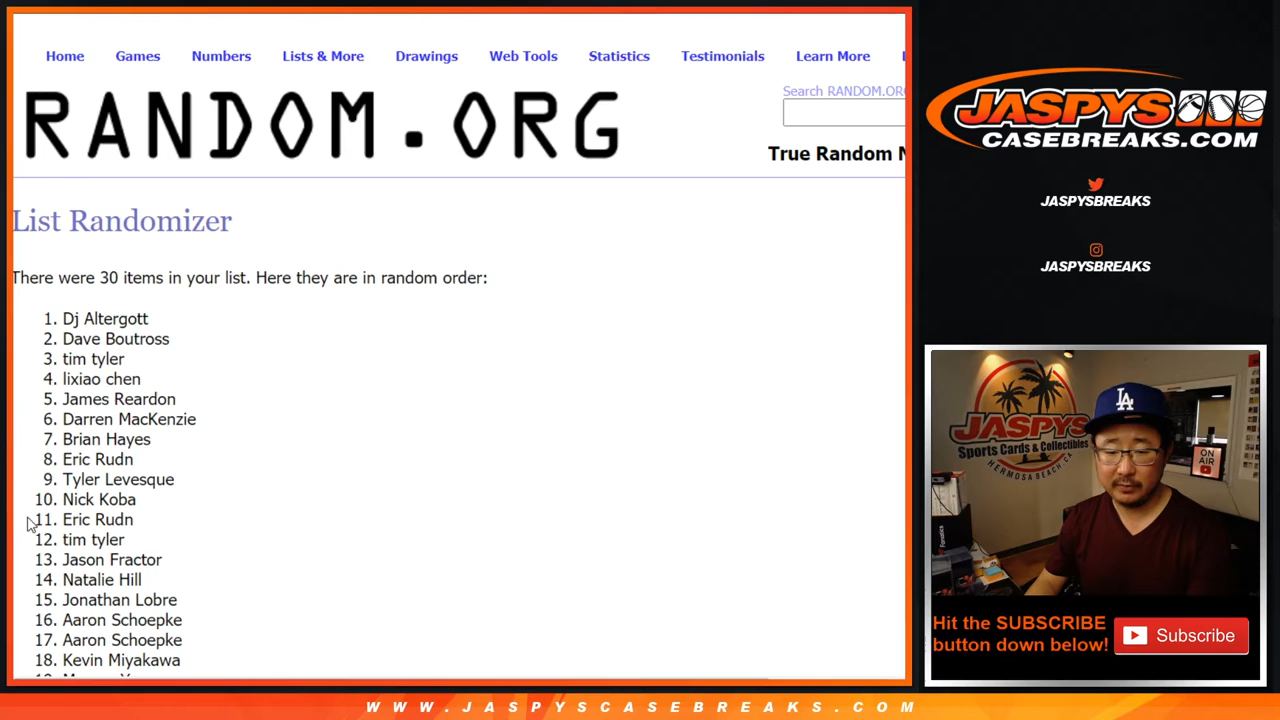 Home Games Numbers Lists & More Drawings Web Tools Statistics Testimonials Learn More
Search RANDOM.ORG
RANDOM.ORG
True Random
List Randomizer
There were 30 items in your list. Here they are in random order:
1. Dj Altergott
2. Dave Boutross
3. tim tyler
4. lixiao chen
5. James Reardon
6. Darren MacKenzie
7. Brian Hayes
8. Eric Rudn
9. Tyler Levesque
10. Nick Koba
11. Eric Rudn
12. tim tyler
13. Jason Fractor
14. Natalie Hill
15. Jonathan Lobre
16. Aaron Schoepke
17. Aaron Schoepke
18. Kevin Miyakawa
JASPYS
CASEBREAKS.COM
JASPYSBREAKS
JASPYSBREAKS
JASPYS
Sports Cards & Collectibles
HERMOSA BEACH, CA
LA
ON
AIR
Hit the SUBSCRIBE
button down below!
Subscribe
WWW.JASPYSCASEBREAKS.COM